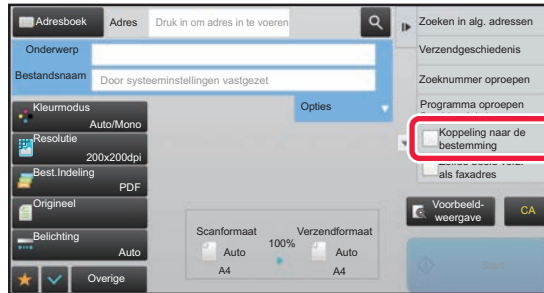 Adresboek
Adres
Druk in om adres in te voeren
Onderwerp
Bestandsnaam
Door systeeminstellingen vastgezet
Opties
Kleurmodus
Auto/Mono
Resolutie
200x200dpi
Best.Indeling
PDF
Origineel
Belichting
Auto
Overige
Scanformaat
Auto
A4
100%
Verzendformaat
Auto
A4
Zoeken in alg. adressen
Verzendgeschiedenis
Zoeknummer oproepen
Programma oproepen
Koppeling naar de
bestemming
als faxadres
Voorbeeld-
weergave
CA
Start